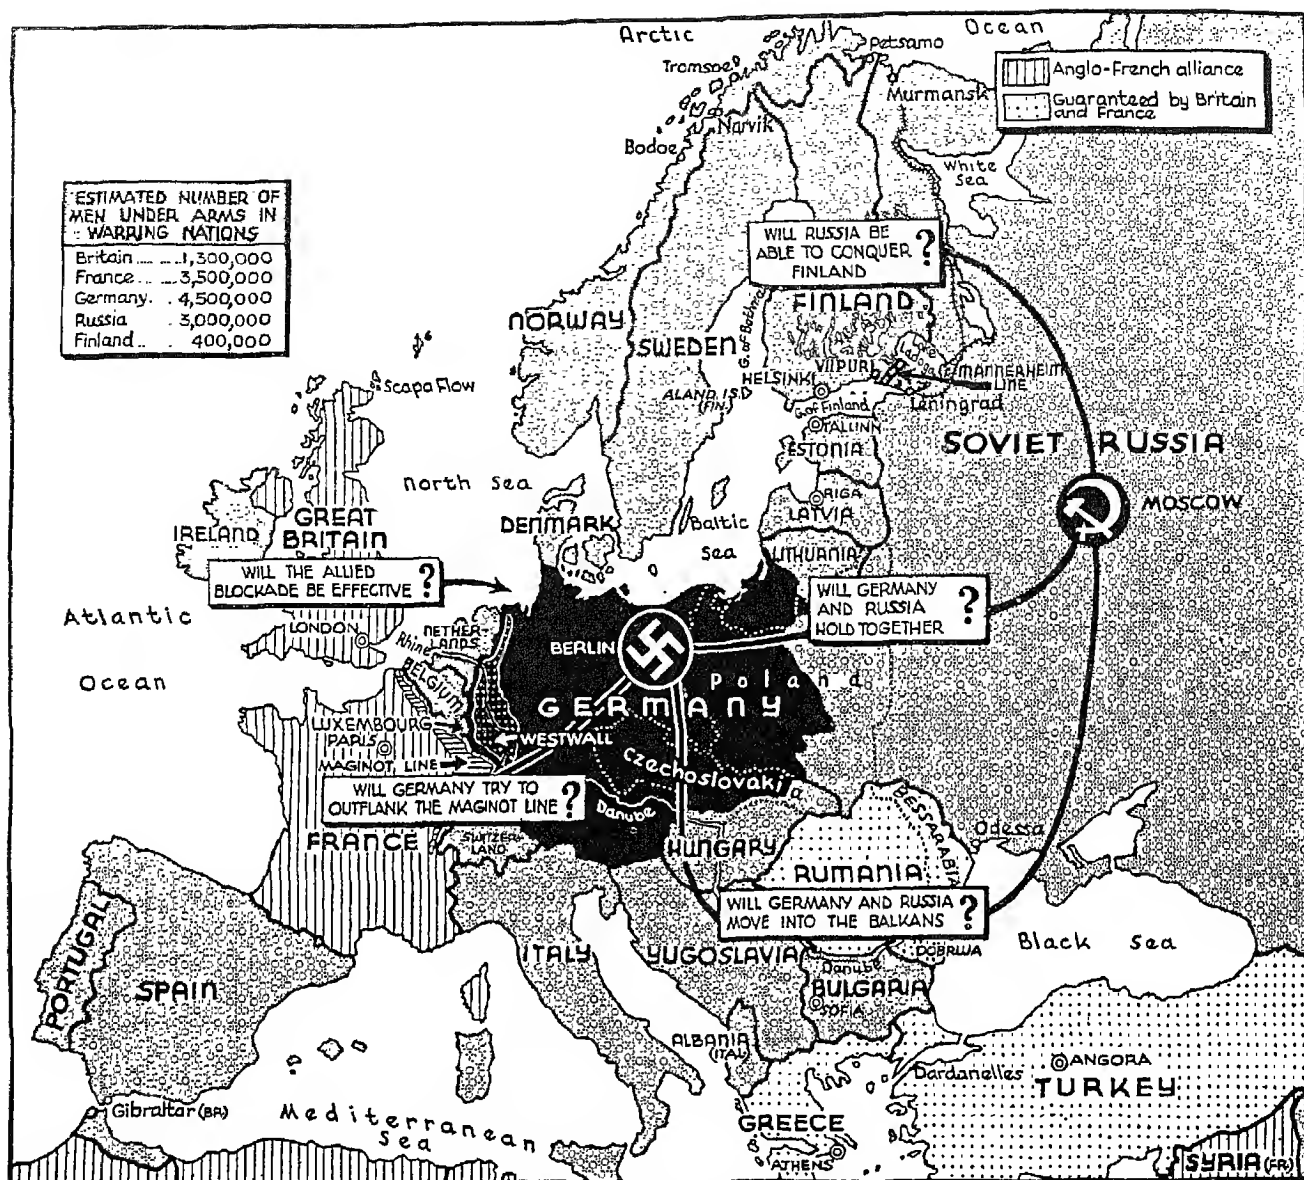 Arctic
Ocean
Petsamo
Tromsoe
Murmansk
Anglo-French alliance
Guaranteed by Britain
and France
Narvik
Bodoe
White
Sea
ESTIMATED NUMBER OF
MEN UNDER ARMS IN
WARRING NATIONS
Britain 1,300,000
France 3,500,000
Germany 4,500,000
Russia 3,000,000
Finland 400,000
WILL RUSSIA BE
ABLE TO CONQUER
FINLAND ?
FINLAND
NORWAY
SWEDEN
G. of Bothnia
VIIPURI
MANNERHEIM
LINE
Scapa Flow
HELSINKI
ALAND IS.
(FIN.
Leningrad
G. of Finland
TALLINN
ESTONIA
SOVIET RUSSIA
North Sea
RIGA
LATVIA
MOSCOW
GREAT
BRITAIN
IRELAND
DENMARK
Baltic
Sea
LITHUANIA
WILL THE ALLIED
BLOCKADE BE EFFECTIVE ?
WILL GERMANY
AND RUSSIA
HOLD TOGETHER ?
Atlantic
Ocean
LONDON
NETHER-
LANDS
Rhine
BERLIN
BELGIUM
Poland
GERMANY
LUXEMBOURG
PARIS
WESTWALL
MAGINOT LINE
Czechoslovakia
WILL GERMANY TRY TO
OUTFLANK THE MAGINOT LINE ?
Danube
BESSARABIA
Odessa
FRANCE
SWITZER-
LAND
HUNGARY
RUMANIA
WILL GERMANY AND RUSSIA
MOVE INTO THE BALKANS ?
PORTUGAL
SPAIN
ITALY
YUGOSLAVIA
Danube
DOBRUJA
Black Sea
BULGARIA
SOFIA
ALBANIA
(ITAL)
ANGORA
Dardanelles
TURKEY
Gibraltar (BR.)
Mediterranean
Sea
GREECE
ATHENS
SYRIA (FR.)